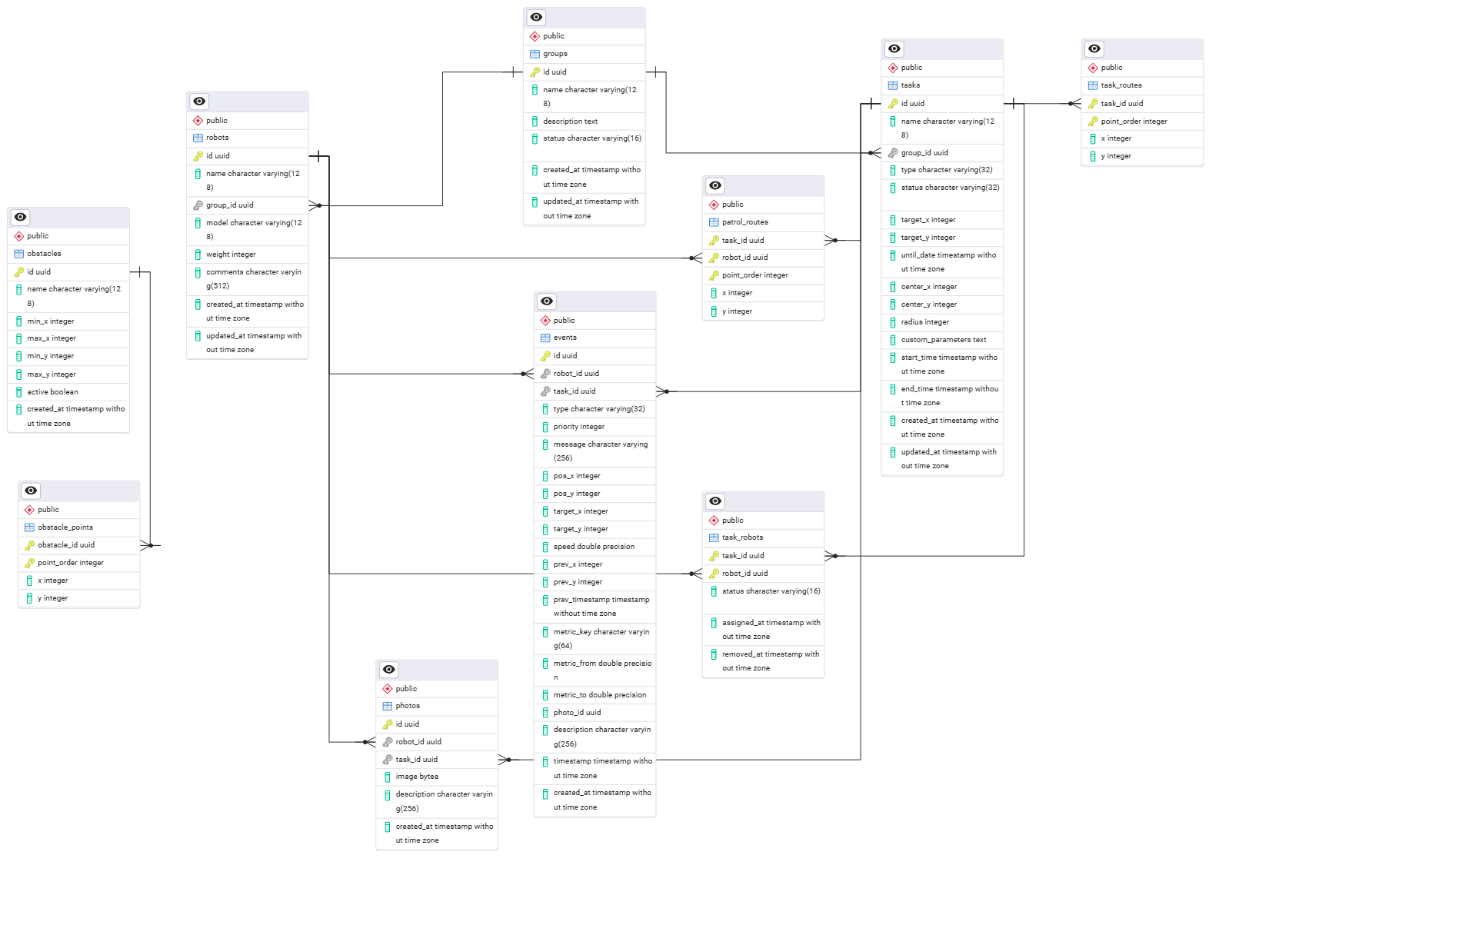 public
groups
id uuid
name character varying(12
8)
description text
status character varying(16)
created_at timestamp witho
ut time zone
updated_at timestamp with
out time zone
public
tasks
id uuid
name character varying(12
8)
group_id uuid
type character varying(32)
status character varying(32)
target_x integer
target_y integer
until_date timestamp witho
ut time zone
center_x integer
center_y integer
radius integer
custom_parameters text
start_time timestamp witho
ut time zone
end_time timestamp withou
t time zone
created_at timestamp witho
ut time zone
updated_at timestamp with
out time zone
public
task_routes
task_id uuid
point_order integer
x integer
y integer
public
robots
id uuid
name character varying(12
8)
group_id uuid
model character varying(12
8)
weight integer
comments character varyin
g(512)
created_at timestamp witho
ut time zone
updated_at timestamp with
out time zone
public
patrol_routes
task_id uuid
robot_id uuid
point_order integer
x integer
y integer
public
obstacles
id uuid
name character varying(12
8)
min_x integer
max_x integer
min_y integer
max_y integer
active boolean
created_at timestamp witho
ut time zone
public
events
id uuid
robot_id uuid
task_id uuid
type character varying(32)
priority integer
message character varying
(256)
pos_x integer
pos_y integer
target_x integer
target_y integer
speed double precision
prev_x integer
prev_y integer
prev_timestamp timestamp
without time zone
metric_key character varyin
g(64)
metric_from double precisio
n
metric_to double precision
photo_id uuid
description character varyin
g(256)
timestamp timestamp witho
ut time zone
created_at timestamp witho
ut time zone
public
obstacle_points
obstacle_id uuid
point_order integer
x integer
y integer
public
task_robots
task_id uuid
robot_id uuid
status character varying(16)
assigned_at timestamp with
out time zone
removed_at timestamp with
out time zone
public
photos
id uuid
robot_id uuid
task_id uuid
image bytea
description character varyin
g(256)
created_at timestamp witho
ut time zone